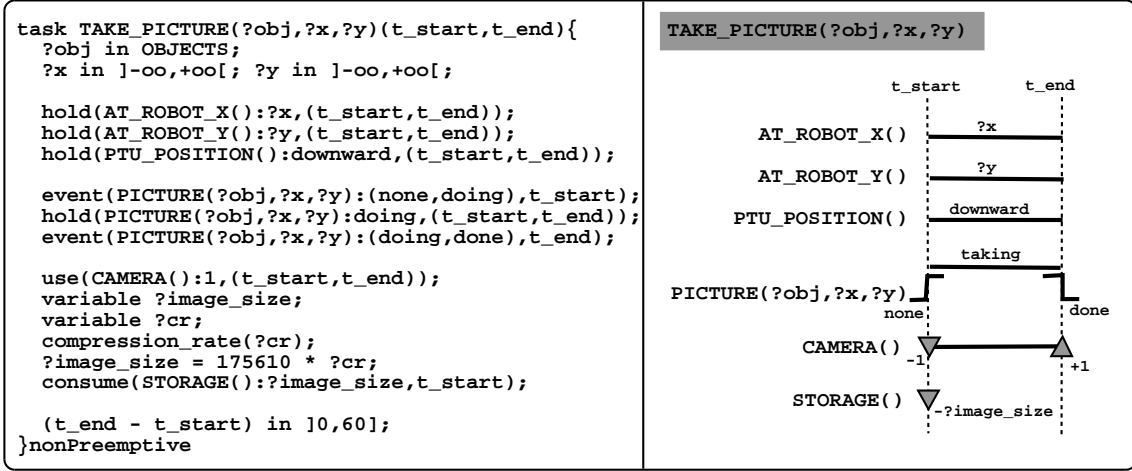 task TAKE_PICTURE(?obj,?x,?y)(t_start,t_end){
?obj in OBJECTS;
?x in ]-oo,+oo[; ?y in ]-oo,+oo[;
hold(AT_ROBOT_X():?x,(t_start,t_end));
hold(AT_ROBOT_Y():?y,(t_start,t_end));
hold(PTU_POSITION():downward,(t_start,t_end));
event(PICTURE(?obj,?x,?y):(none,doing),t_start);
hold(PICTURE(?obj,?x,?y):doing,(t_start,t_end));
event(PICTURE(?obj,?x,?y):(doing,done),t_end);
use(CAMERA():1,(t_start,t_end));
variable ?image_size;
variable ?cr;
compression_rate(?cr);
?image_size = 175610 * ?cr;
consume(STORAGE():?image_size,t_start);
(t_end - t_start) in ]0,60];
}nonPreemptive
TAKE_PICTURE(?obj,?x,?y)
t_start t_end
AT_ROBOT_X() ?x
AT_ROBOT_Y() ?y
PTU_POSITION() downward
taking
PICTURE(?obj,?x,?y)
none done
CAMERA() -1 +1
STORAGE() -?image_size